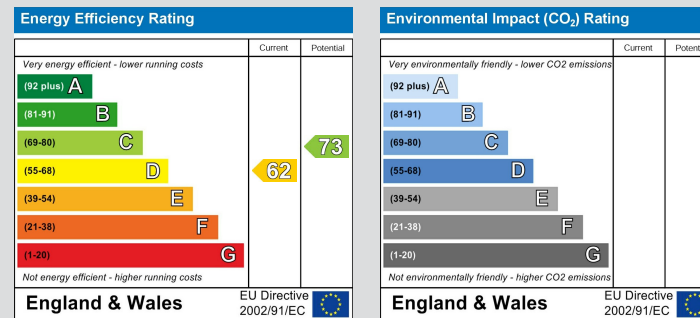 Energy Efficiency Rating
Current Potential
Very energy efficient - lower running costs
(92 plus) A
(81-91) B
(69-80) C
73
(55-68) D
62
(39-54) E
(21-38) F
(1-20) G
Not energy efficient - higher running costs
England & Wales
EU Directive
2002/91/EC
Environmental Impact (CO₂) Rating
Current Potent
Very environmentally friendly - lower CO2 emissions
(92 plus) A
(81-91) B
(69-80) C
(55-68) D
(39-54) E
(21-38) F
(1-20) G
Not environmentally friendly - higher CO2 emissions
England & Wales
EU Directive
2002/91/EC